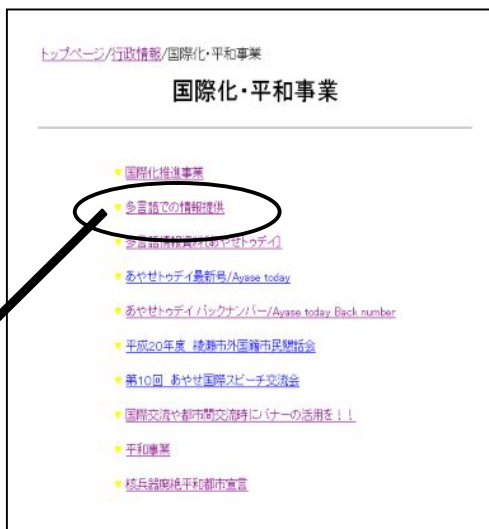 トップページ/行政情報/国際化・平和事業
国際化・平和事業
国際化推進事業
多言語での情報提供
多言語情報資料[あやせトゥデイ]
あやせトゥデイ最新号/Ayase today
あやせトゥデイ バックナンバー/Ayase today Back number
平成20年度 綾瀬市外国籍市民懇話会
第10回 あやせ国際スピーチ交流会
国際交流や都市間交流時にバナーの活用を!!
平和事業
核兵器廃絶平和都市宣言